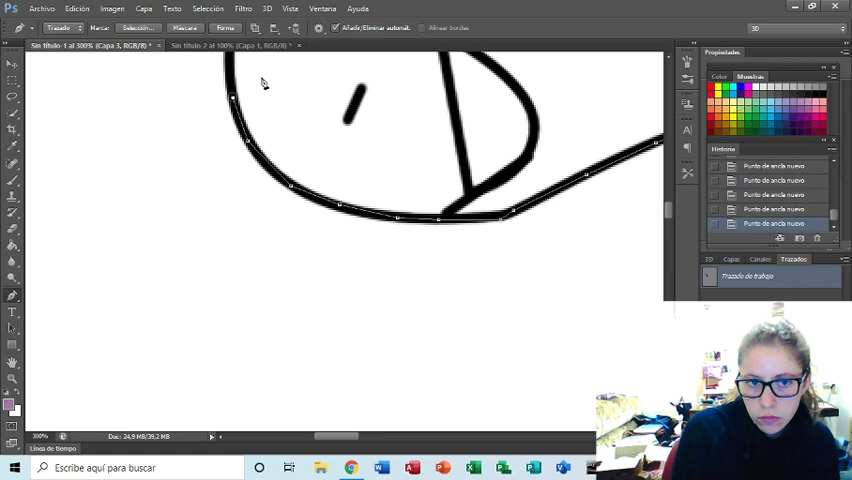 Ps Archivo Edición Imagen Capa Texto Selección Filtro 3D Vista Ventana Ayuda
Trazado Marca: Selección... Máscara Forma Añadir/Eliminar automát. Alinear bordes 3D
Sin título-1 al 300% (Capa 3, RGB/8) * × Sin título-2 al 100% (Capa 1, RGB/8) * ×
Propiedades
Color Muestras
Historia
Punto de ancla nuevo
Punto de ancla nuevo
Punto de ancla nuevo
Punto de ancla nuevo
Punto de ancla nuevo
3D Capas Canales Trazados
Trazado de trabajo
300% Doc: 24,9 MB/39,2 MB
Línea de tiempo
Escribe aquí para buscar